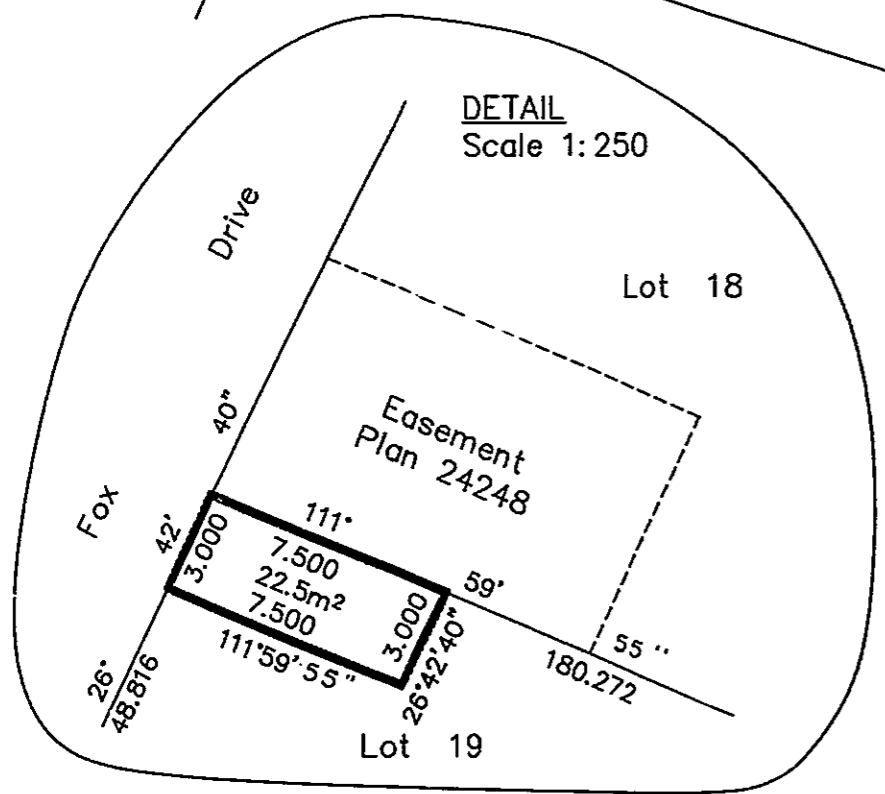 DETAIL
Scale 1:250
Drive
Lot 18
40"
Easement
Plan 24248
Fox
42'
3.000
111°
7.500
22.5m²
7.500
3.000
59'
111°59'55"
26°42'40"
55"
180.272
26°
48.816
Lot 19